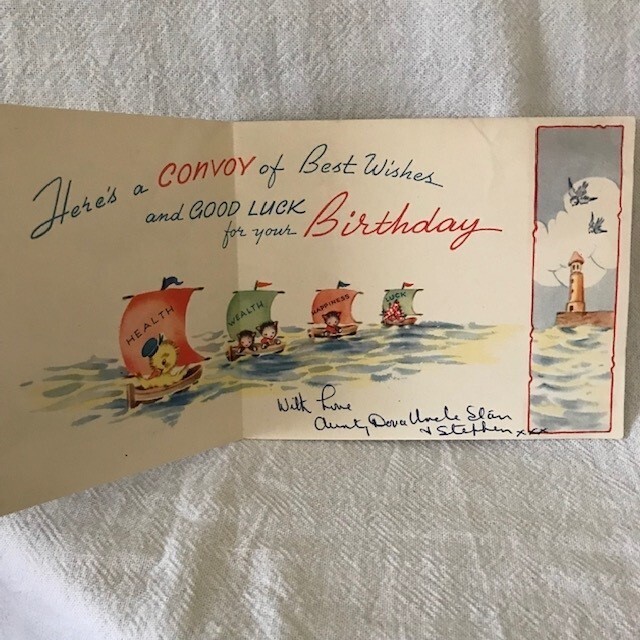 Here's a CONVOY of Best Wishes
and GOOD LUCK
for your Birthday
HEALTH
WEALTH
HAPPINESS
LUCK
With Love
Aunty Dora Uncle Stan
+ Stephen xxx